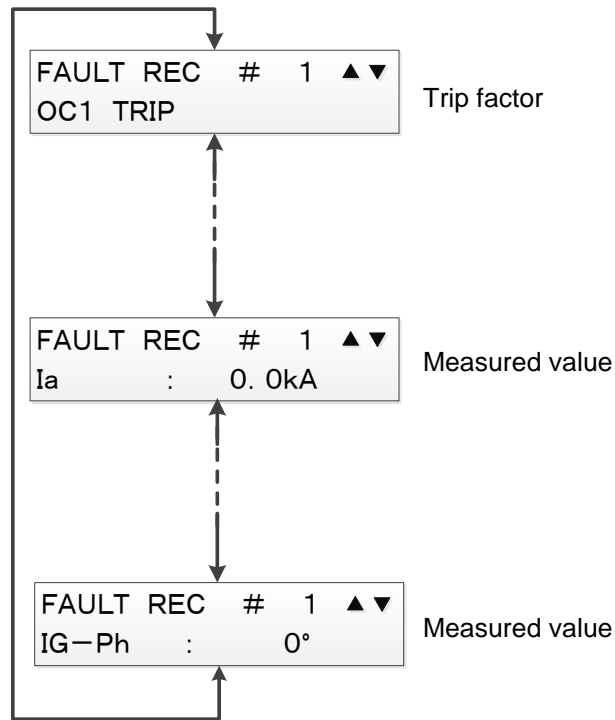 FAULT REC # 1 ▲ ▼
OC1 TRIP
Trip factor
FAULT REC # 1 ▲ ▼
Ia : 0. 0kA
Measured value
FAULT REC # 1 ▲ ▼
IG－Ph : 0°
Measured value